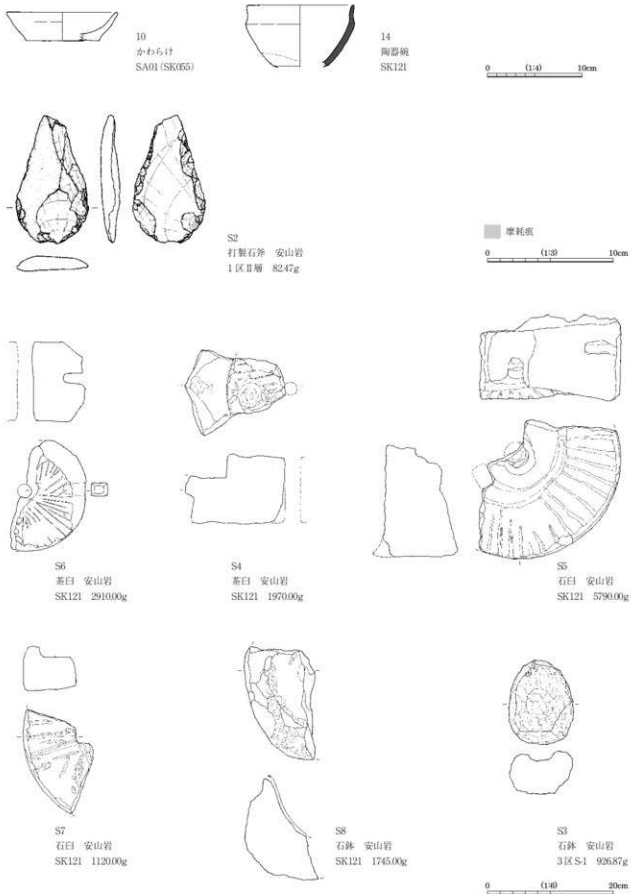 10
かわらけ
SA01(SK055)
14
陶器碗
SK121
0 (1:4) 10cm
S2
打製石斧 安山岩
1区Ⅱ層 82.47g
摩耗痕
0 (1:3) 10cm
S6
茶臼 安山岩
SK121 2910.00g
S4
茶臼 安山岩
SK121 1970.00g
S5
石臼 安山岩
SK121 5790.00g
S7
石臼 安山岩
SK121 1120.00g
S8
石鉢 安山岩
SK121 1745.00g
S3
石鉢 安山岩
3区S-1 926.87g
0 (1:6) 20cm